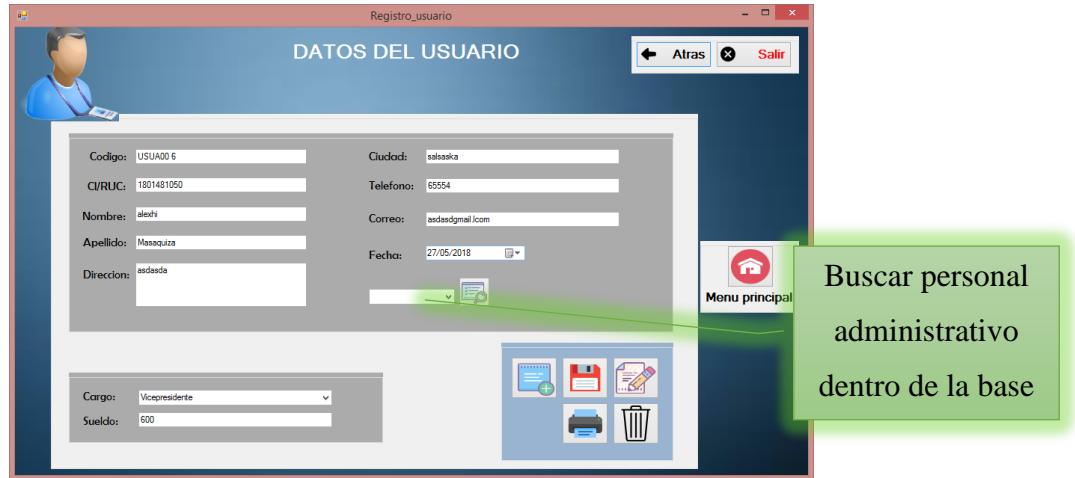 Registro_usuario
DATOS DEL USUARIO
Atras
Salir
Codigo: USUA00 6
CI/RUC: 1801481050
Nombre: alexhi
Apellido: Masaquiza
Direccion: asdasda
Ciudad: salsaska
Telefono: 65554
Correo: asdasdgmail.lcom
Fecha: 27/05/2018
Menu principal
Cargo: Vicepresidente
Sueldo: 600
Buscar personal
administrativo
dentro de la base